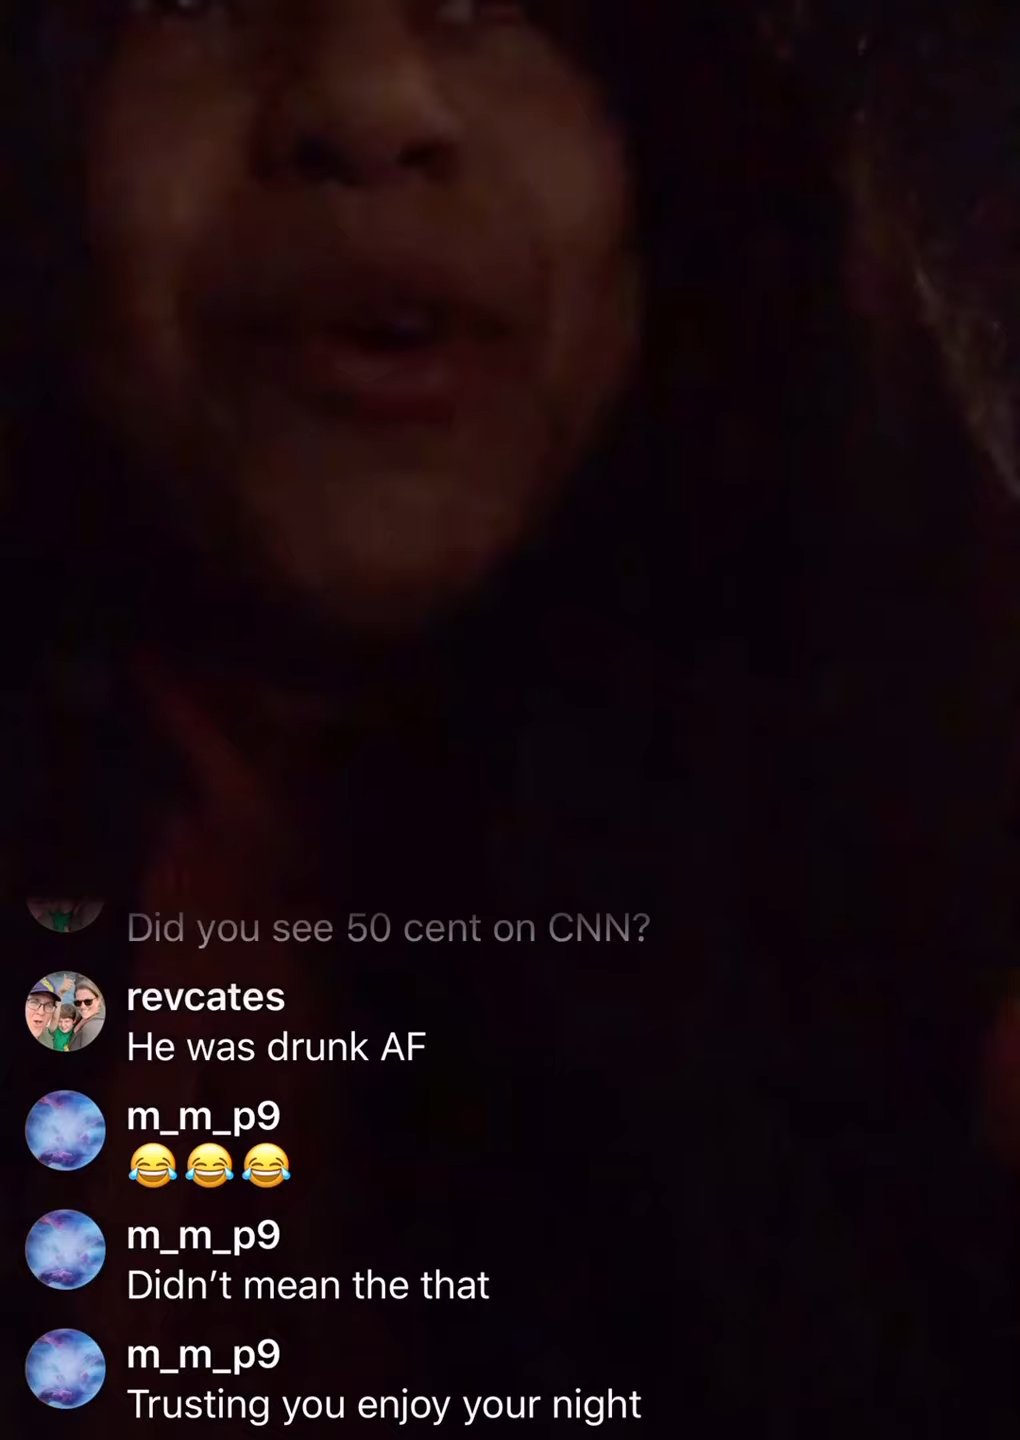 Did you see 50 cent on CNN?
revcates
He was drunk AF
m_m_p9
😂😂😂
m_m_p9
Didn’t mean the that
m_m_p9
Trusting you enjoy your night